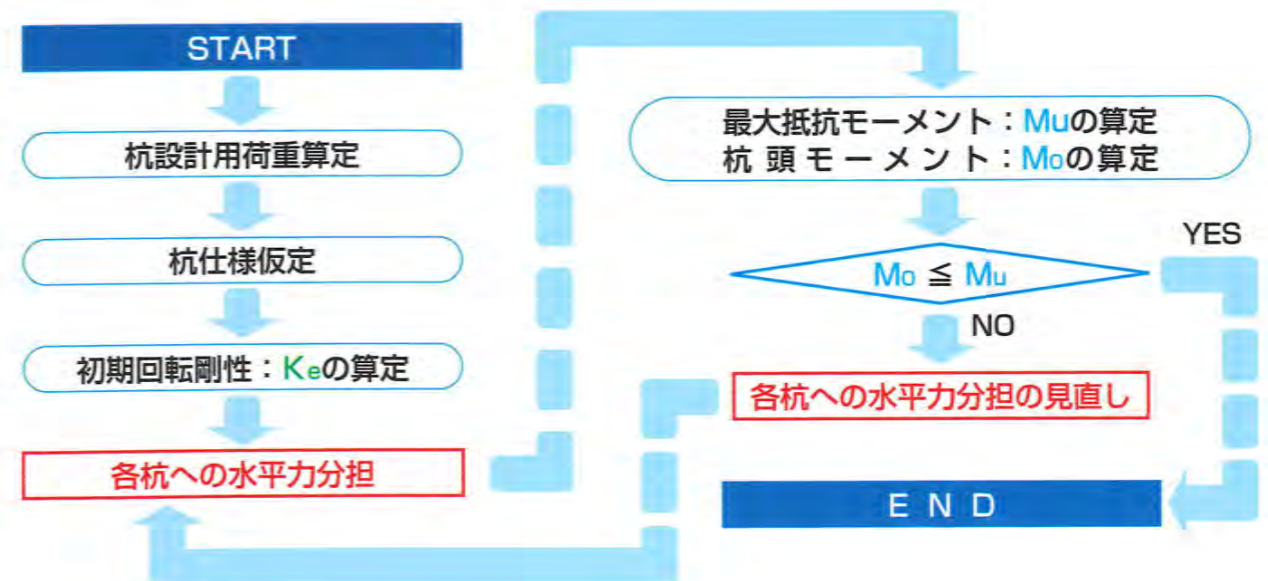 START
杭設計用荷重算定
杭仕様仮定
初期回転剛性：Keの算定
各杭への水平力分担
最大抵抗モーメント：Muの算定
杭頭モーメント：Moの算定
Mo ≦ Mu
YES
NO
各杭への水平力分担の見直し
END